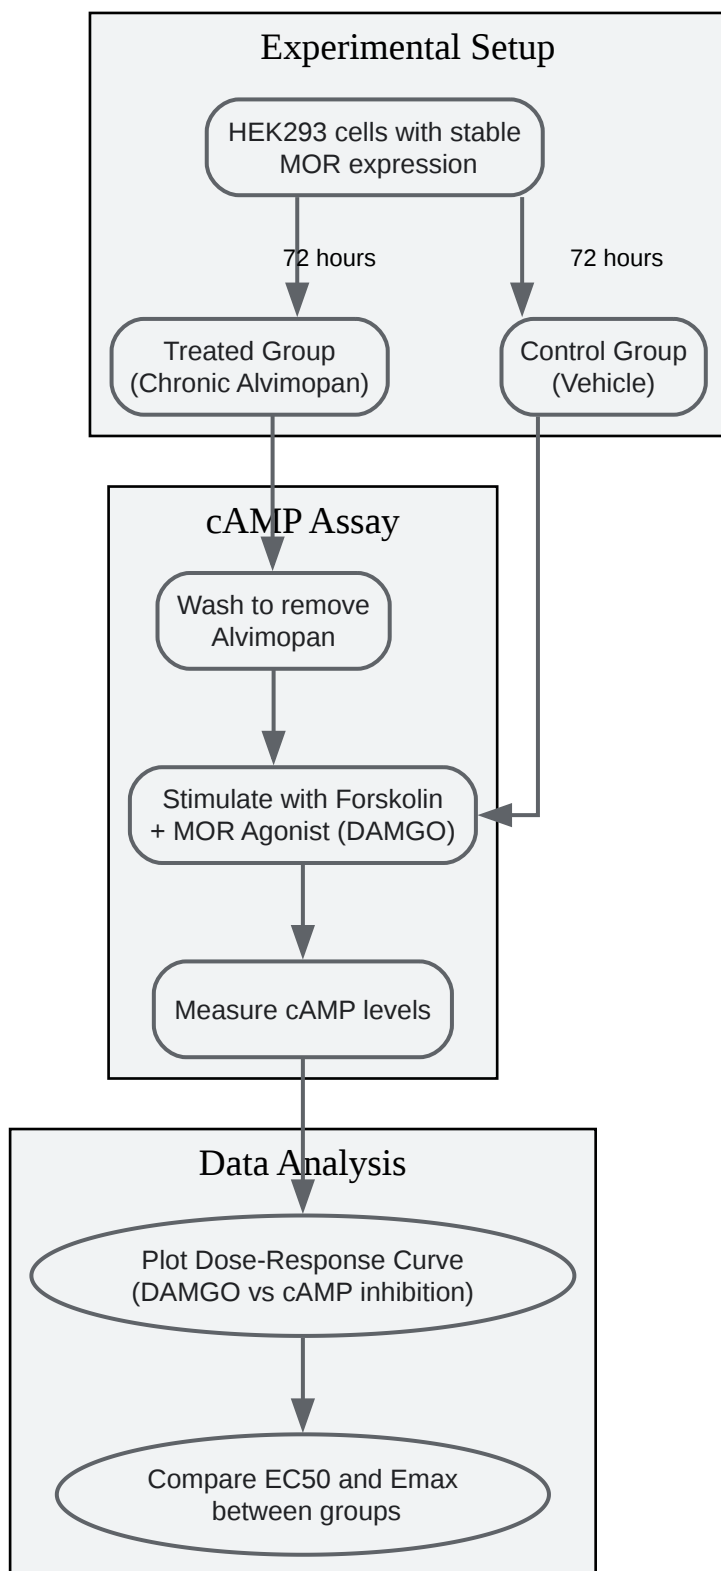 Experimental Setup
HEK293 cells with stable
MOR expression
72 hours
72 hours
Treated Group
(Chronic Alvimopan)
Control Group
(Vehicle)
cAMP Assay
Wash to remove
Alvimopan
Stimulate with Forskolin
+ MOR Agonist (DAMGO)
Measure cAMP levels
Data Analysis
Plot Dose-Response Curve
(DAMGO vs cAMP inhibition)
Compare EC50 and Emax
between groups